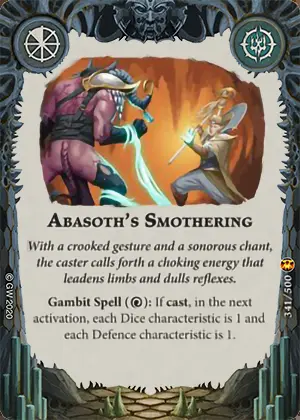 ABASOTH'S SMOTHERING
With a crooked gesture and a sonorous chant,
the caster calls forth a choking energy that
leadens limbs and dulls reflexes.
Gambit Spell (): If cast, in the next
activation, each Dice characteristic is 1 and
each Defence characteristic is 1.
© GW 2020
341/500